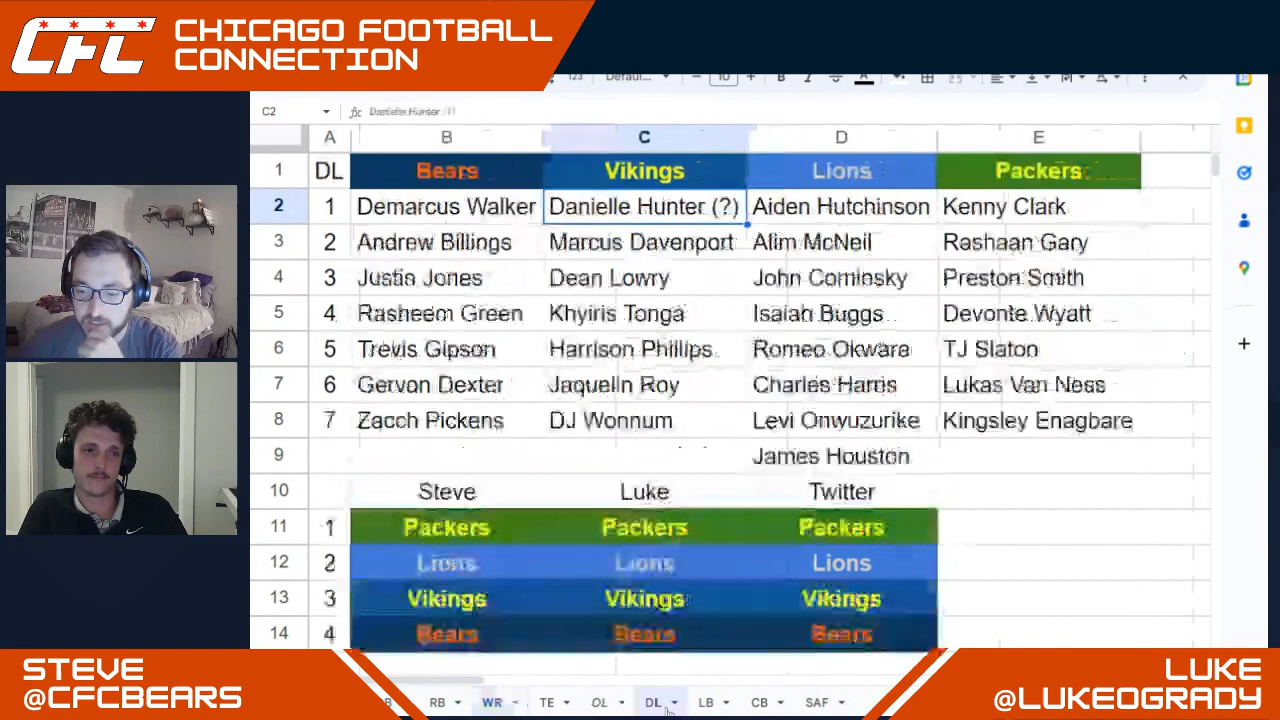 CFC
CHICAGO FOOTBALL
CONNECTION
123 Defaul... 10 B I A
C2 fx Danielle Hunter (?)
A B C D E
1 DL Bears Vikings Lions Packers
2 1 Demarcus Walker Danielle Hunter (?) Aiden Hutchinson Kenny Clark
3 2 Andrew Billings Marcus Davenport Alim McNeil Rashaan Gary
4 3 Justin Jones Dean Lowry John Cominsky Preston Smith
5 4 Rasheem Green Khyiris Tonga Isaiah Buggs Devonte Wyatt
6 5 Trevis Gipson Harrison Phillips Romeo Okwara TJ Slaton
7 6 Gervon Dexter Jaquelin Roy Charles Harris Lukas Van Ness
8 7 Zacch Pickens DJ Wonnum Levi Onwuzurike Kingsley Enagbare
9 James Houston
10 Steve Luke Twitter
11 1 Packers Packers Packers
12 2 Lions Lions Lions
13 3 Vikings Vikings Vikings
14 4 Bears Bears Bears
RB WR TE OL DL LB CB SAF
STEVE
@CFCBEARS
LUKE
@LUKEOGRADY